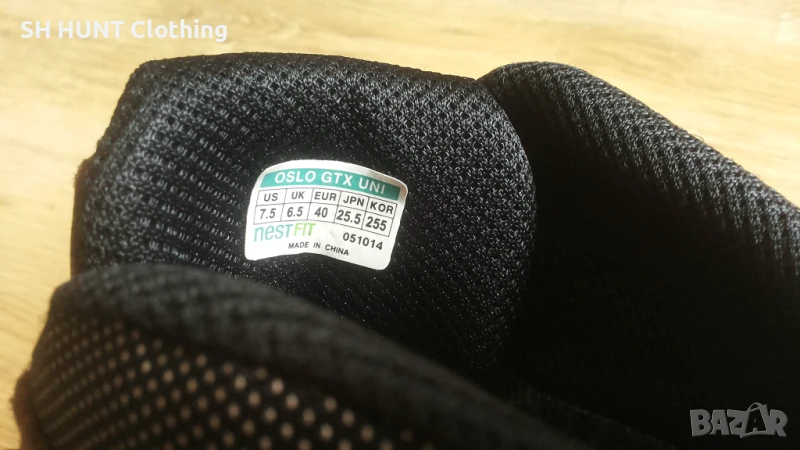 SH HUNT Clothing
OSLO GTX UNI
US UK EUR JPN KOR
7.5 6.5 40 25.5 255
nestFIT 051014
MADE IN CHINA
BAZAR